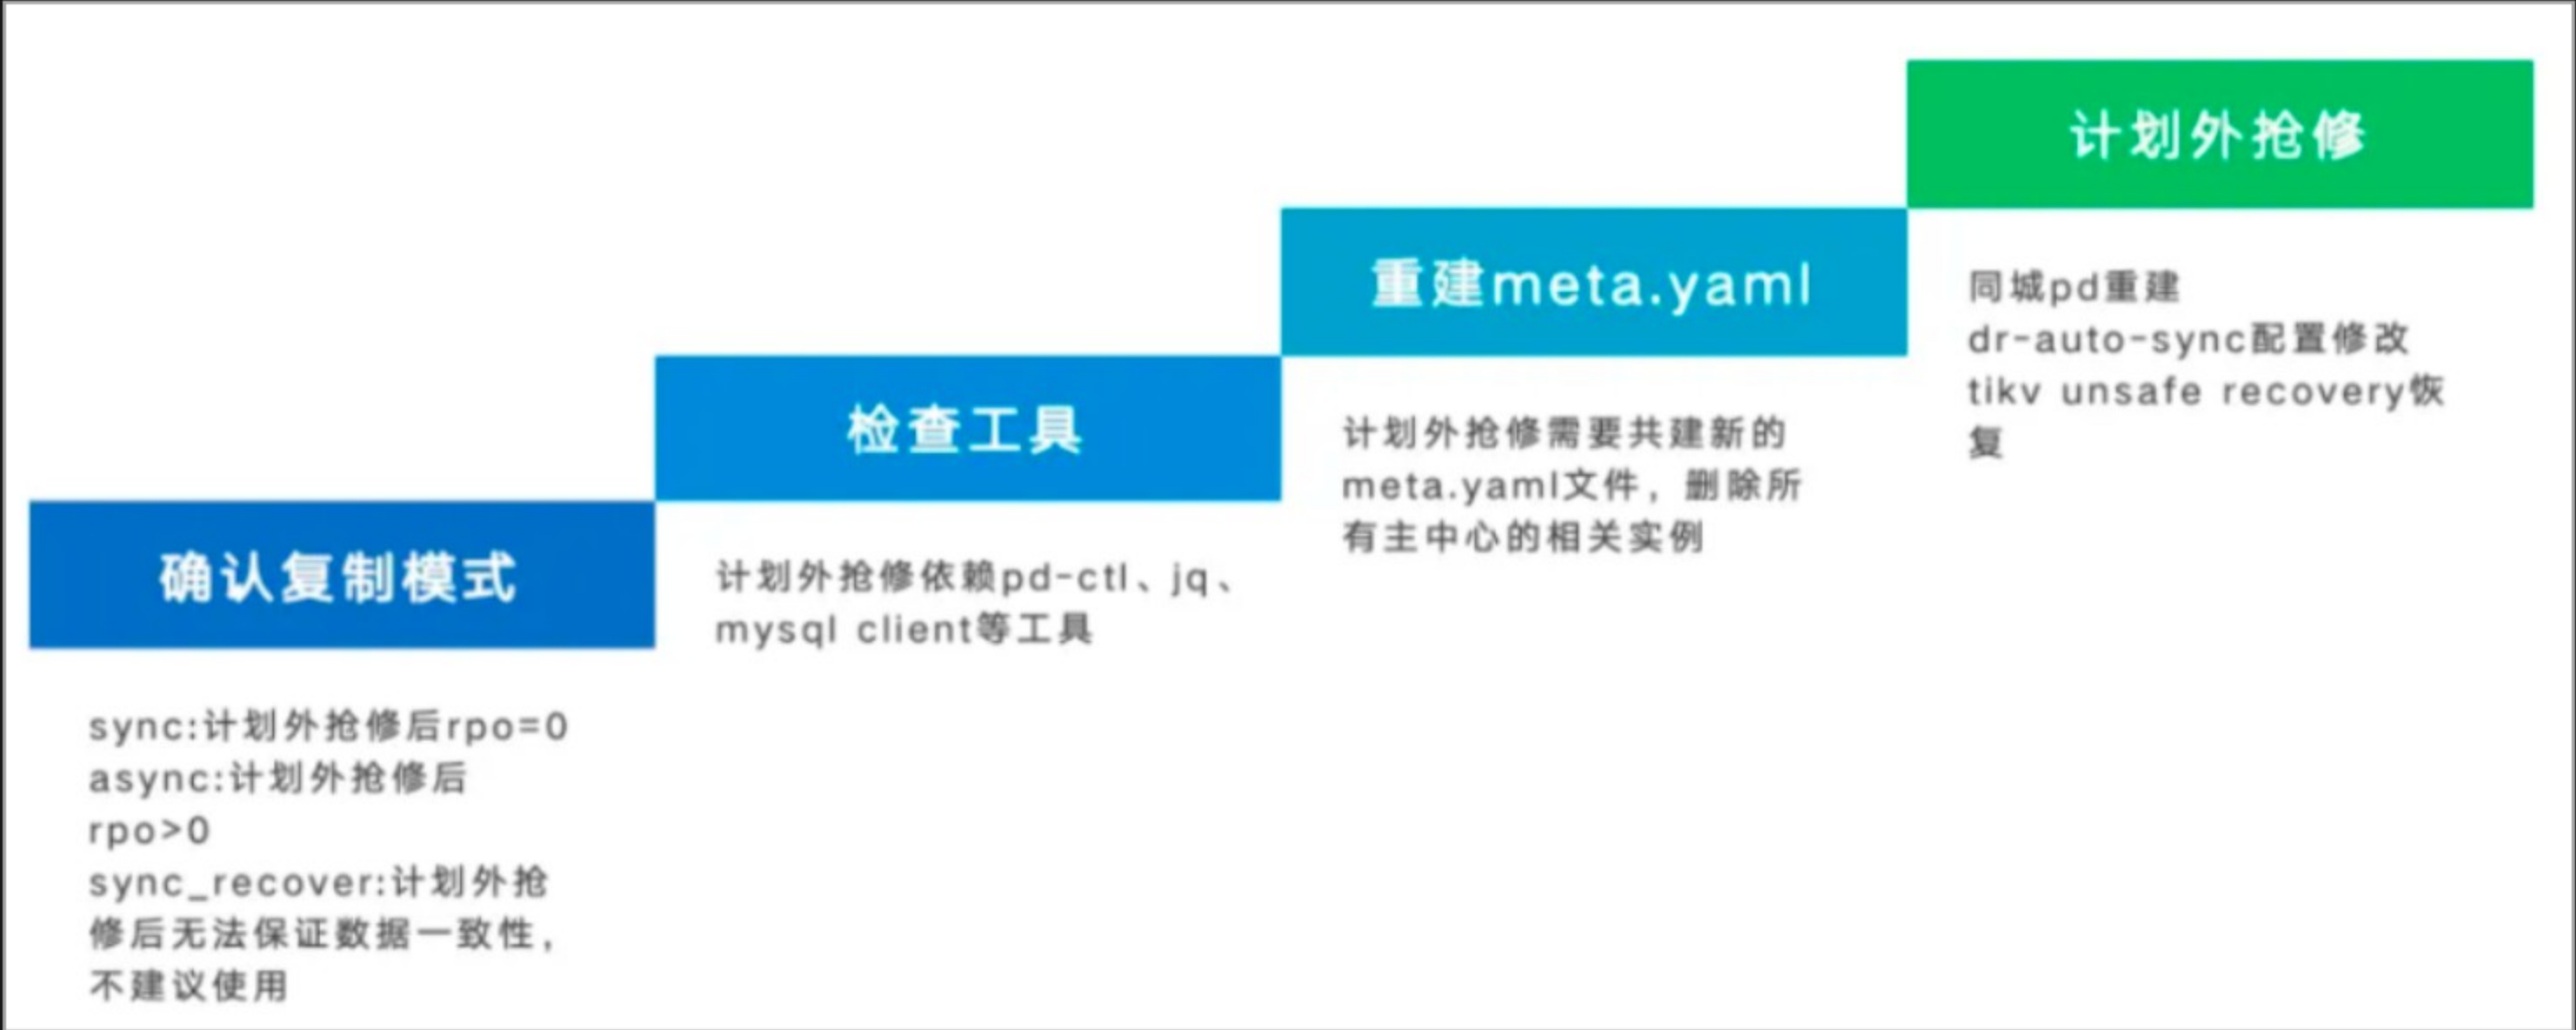 确认复制模式
sync:计划外抢修后rpo=0
async:计划外抢修后
rpo>0
sync_recover:计划外抢
修后无法保证数据一致性，
不建议使用
检查工具
计划外抢修依赖pd-ctl、jq、
mysql client等工具
重建meta.yaml
计划外抢修需要共建新的
meta.yaml文件，删除所
有主中心的相关实例
计划外抢修
同城pd重建
dr-auto-sync配置修改
tikv unsafe recovery恢
复